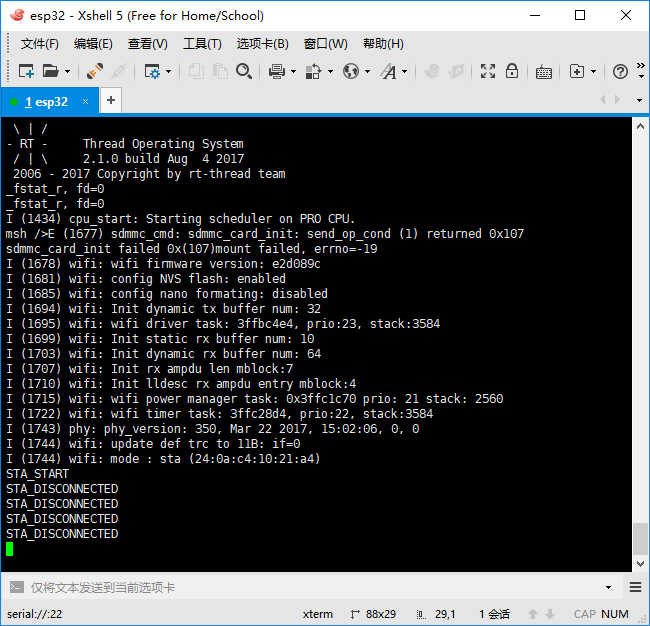 esp32 - Xshell 5 (Free for Home/School)
文件(F) 编辑(E) 查看(V) 工具(T) 选项卡(B) 窗口(W) 帮助(H)
1 esp32 × +
 \ | /
- RT -     Thread Operating System
 / | \     2.1.0 build Aug  4 2017
 2006 - 2017 Copyright by rt-thread team
_fstat_r, fd=0
_fstat_r, fd=0
I (1434) cpu_start: Starting scheduler on PRO CPU.
msh />E (1677) sdmmc_cmd: sdmmc_card_init: send_op_cond (1) returned 0x107
sdmmc_card_init failed 0x(107)mount failed, errno=-19
I (1678) wifi: wifi firmware version: e2d089c
I (1681) wifi: config NVS flash: enabled
I (1685) wifi: config nano formating: disabled
I (1694) wifi: Init dynamic tx buffer num: 32
I (1695) wifi: wifi driver task: 3ffbc4e4, prio:23, stack:3584
I (1699) wifi: Init static rx buffer num: 10
I (1703) wifi: Init dynamic rx buffer num: 64
I (1707) wifi: Init rx ampdu len mblock:7
I (1710) wifi: Init lldesc rx ampdu entry mblock:4
I (1715) wifi: wifi power manager task: 0x3ffc1c70 prio: 21 stack: 2560
I (1722) wifi: wifi timer task: 3ffc28d4, prio:22, stack:3584
I (1743) phy: phy_version: 350, Mar 22 2017, 15:02:06, 0, 0
I (1744) wifi: update def trc to 11B: if=0
I (1744) wifi: mode : sta (24:0a:c4:10:21:a4)
STA_START
STA_DISCONNECTED
STA_DISCONNECTED
STA_DISCONNECTED
STA_DISCONNECTED
仅将文本发送到当前选项卡
serial://:22 xterm 88x29 29,1 1 会话 CAP NUM